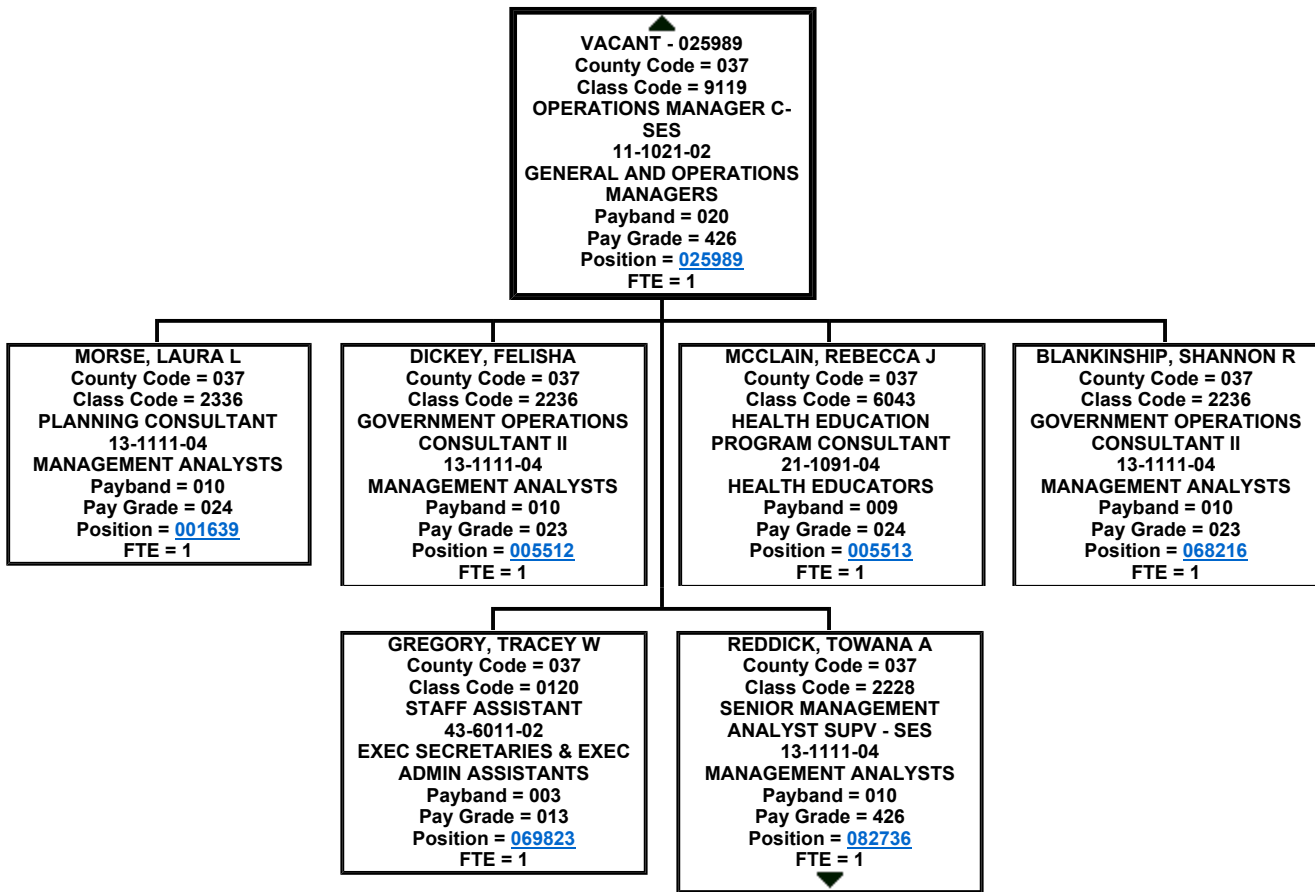 VACANT - 025989
County Code = 037
Class Code = 9119
OPERATIONS MANAGER C-
SES
11-1021-02
GENERAL AND OPERATIONS
MANAGERS
Payband = 020
Pay Grade = 426
Position = 025989
FTE = 1
MORSE, LAURA L
County Code = 037
Class Code = 2336
PLANNING CONSULTANT
13-1111-04
MANAGEMENT ANALYSTS
Payband = 010
Pay Grade = 024
Position = 001639
FTE = 1
DICKEY, FELISHA
County Code = 037
Class Code = 2236
GOVERNMENT OPERATIONS
CONSULTANT II
13-1111-04
MANAGEMENT ANALYSTS
Payband = 010
Pay Grade = 023
Position = 005512
FTE = 1
MCCLAIN, REBECCA J
County Code = 037
Class Code = 6043
HEALTH EDUCATION
PROGRAM CONSULTANT
21-1091-04
HEALTH EDUCATORS
Payband = 009
Pay Grade = 024
Position = 005513
FTE = 1
BLANKINSHIP, SHANNON R
County Code = 037
Class Code = 2236
GOVERNMENT OPERATIONS
CONSULTANT II
13-1111-04
MANAGEMENT ANALYSTS
Payband = 010
Pay Grade = 023
Position = 068216
FTE = 1
GREGORY, TRACEY W
County Code = 037
Class Code = 0120
STAFF ASSISTANT
43-6011-02
EXEC SECRETARIES & EXEC
ADMIN ASSISTANTS
Payband = 003
Pay Grade = 013
Position = 069823
FTE = 1
REDDICK, TOWANA A
County Code = 037
Class Code = 2228
SENIOR MANAGEMENT
ANALYST SUPV - SES
13-1111-04
MANAGEMENT ANALYSTS
Payband = 010
Pay Grade = 426
Position = 082736
FTE = 1